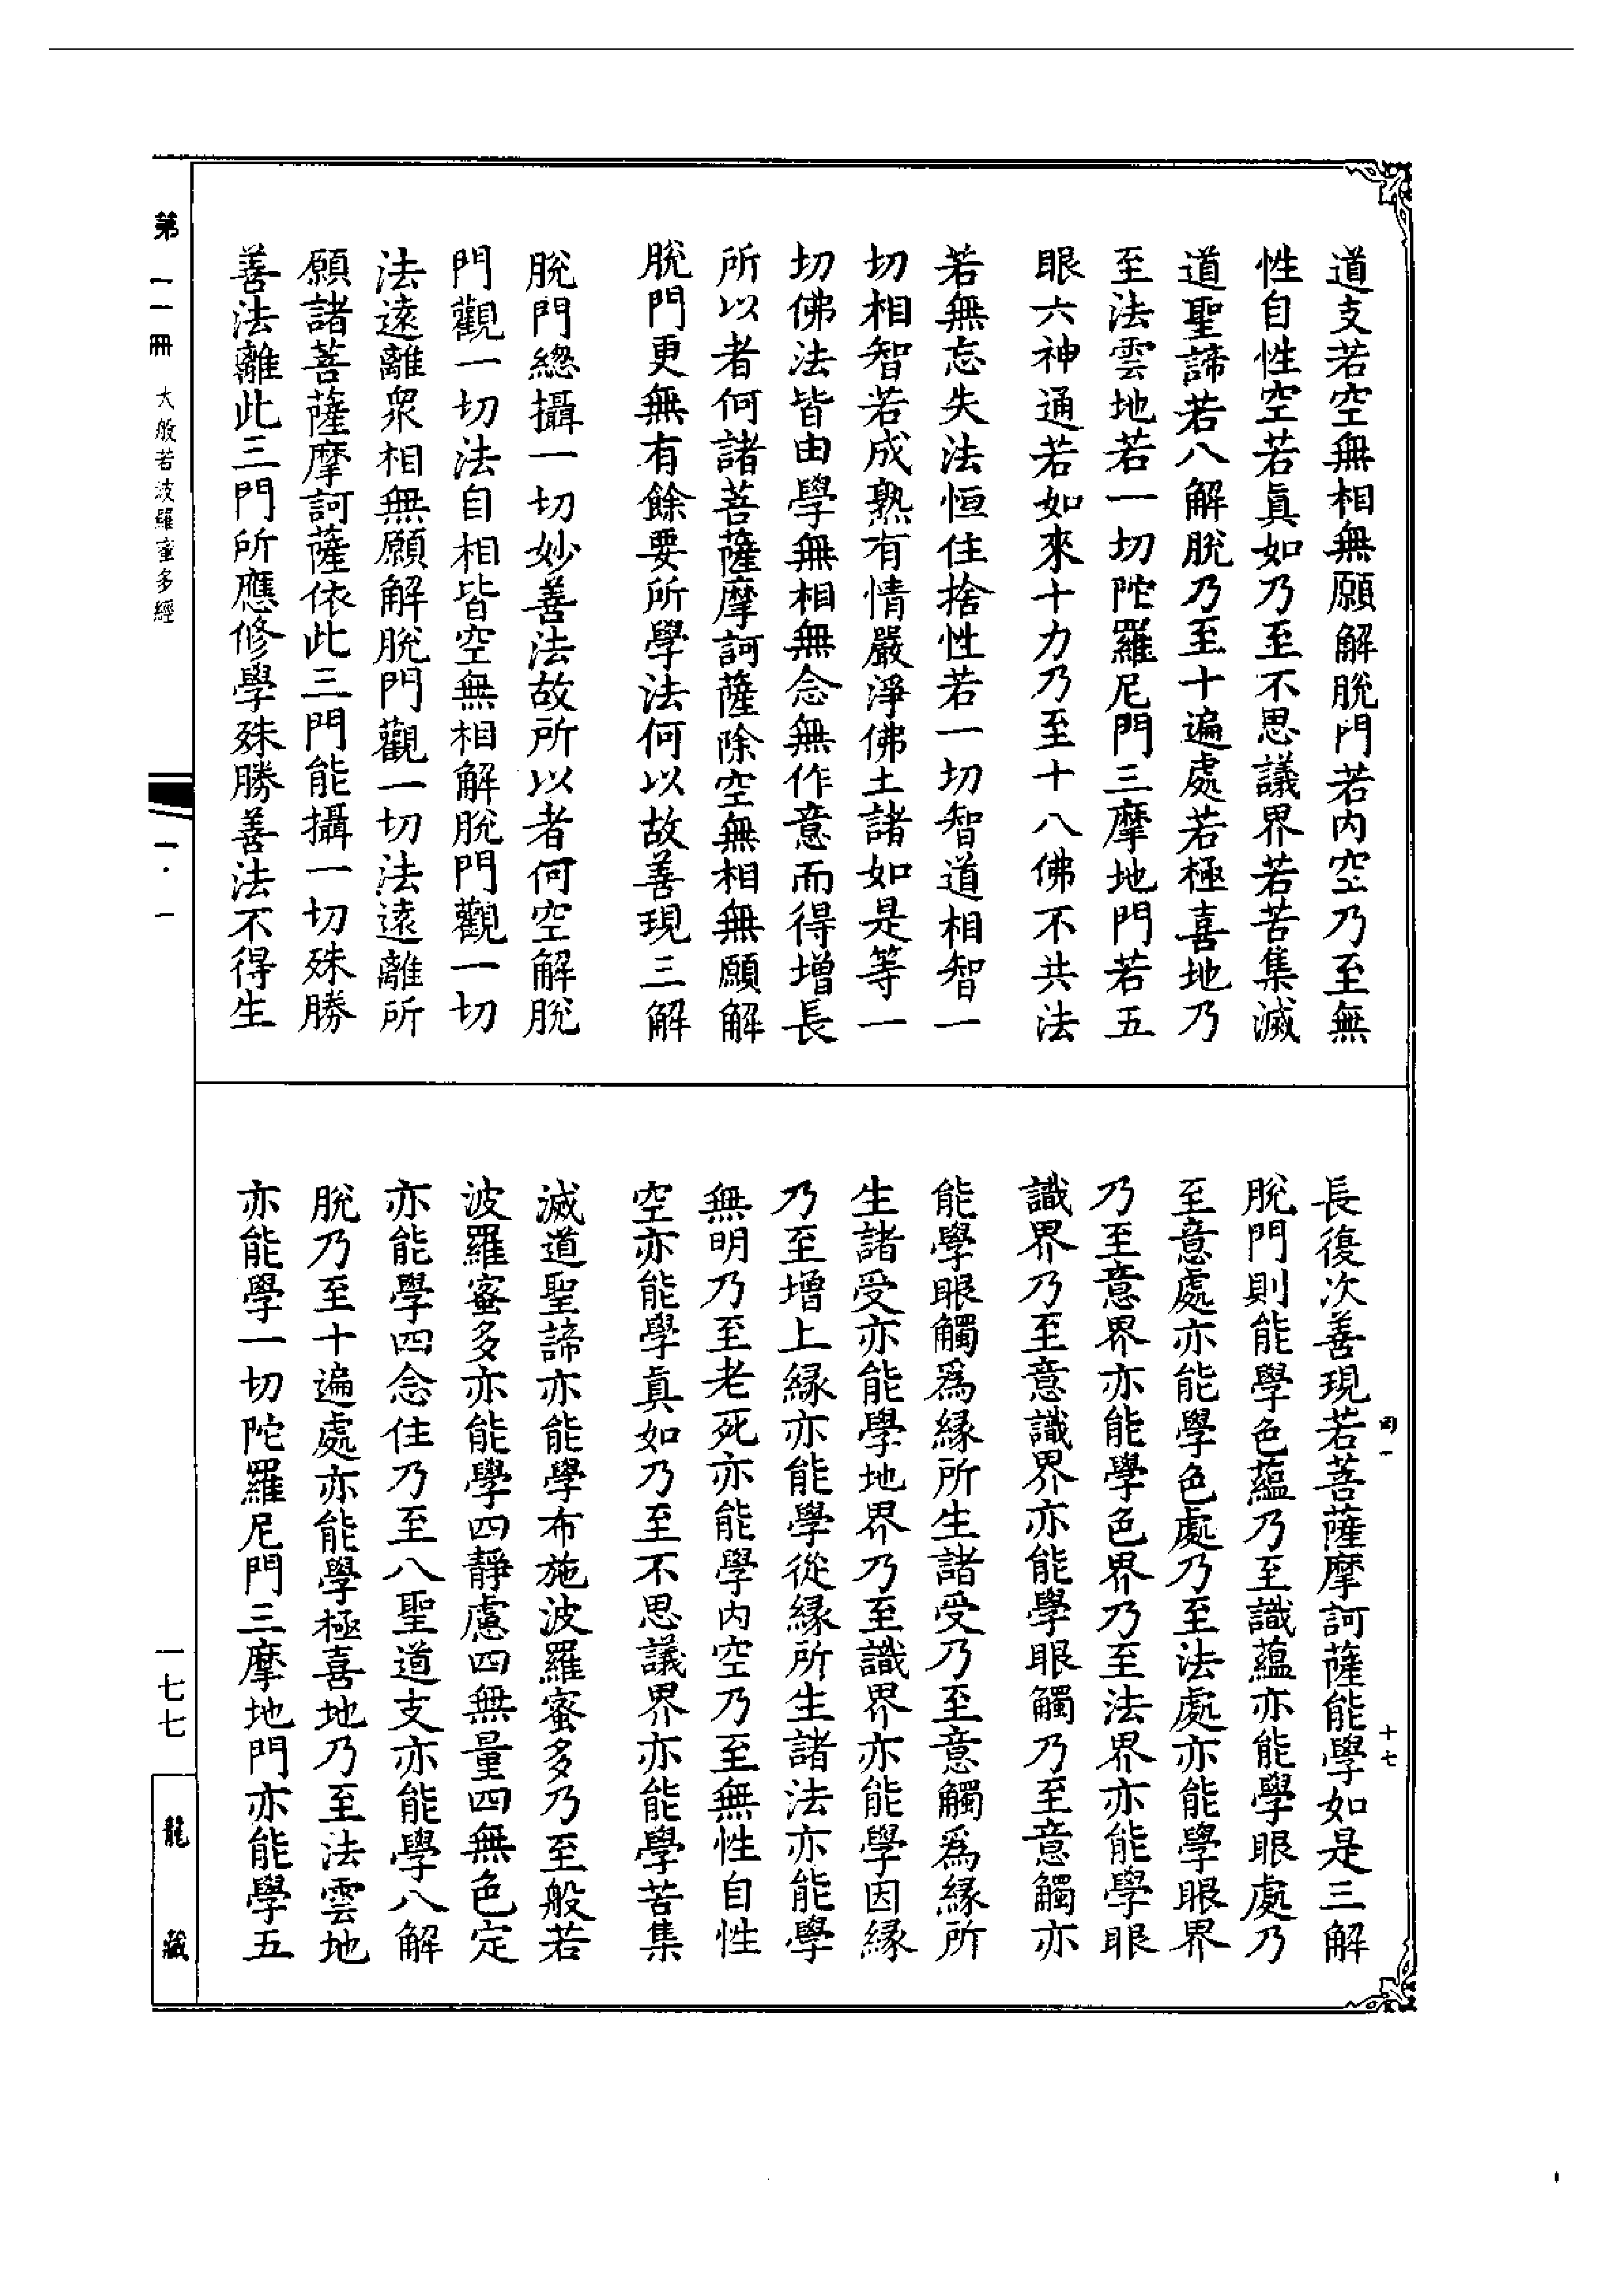 道支若空無相無願解脫門若內空乃至無
性自性空若眞如乃至不思議界若苦集滅
道聖諦若八解脫乃至十遍處若極喜地乃
至法雲地若一切陀羅尼門三摩地門若五
眼六神通若如來十力乃至十八佛不共法
若無忘失法恒住捨性若一切智道相智一
切相智若成熟有情嚴淨佛土諸如是等一
切佛法皆由學無相無念無作意而得增長
所以者何諸菩薩摩訶薩除空無相無願解
脫門更無有餘要所學法何以故善現三解
脫門總攝一切妙善法故所以者何空解脫
門觀一切法自相皆空無相解脫門觀一切
法遠離衆相無願解脫門觀一切法遠離所
願諸菩薩摩訶薩依此三門能攝一切殊勝
善法離此三門所應修學殊勝善法不得生
長復次善現若菩薩摩訶薩能學如是三解
脫門則能學色蘊乃至識蘊亦能學眼處乃
至意處亦能學色處乃至法處亦能學眼界
乃至意界亦能學色界乃至法界亦能學眼
識界乃至意識界亦能學眼觸乃至意觸亦
能學眼觸爲緣所生諸受乃至意觸爲緣所
生諸受亦能學地界乃至識界亦能學因緣
乃至增上緣亦能學從緣所生諸法亦能學
無明乃至老死亦能學內空乃至無性自性
空亦能學眞如乃至不思議界亦能學苦集
滅道聖諦亦能學布施波羅蜜多乃至般若
波羅蜜多亦能學四靜慮四無量四無色定
亦能學四念住乃至八聖道支亦能學八解
脫乃至十遍處亦能學極喜地乃至法雲地
亦能學一切陀羅尼門三摩地門亦能學五
十七
第一一冊 大般若波羅蜜多經
一·一
一七七
龍藏